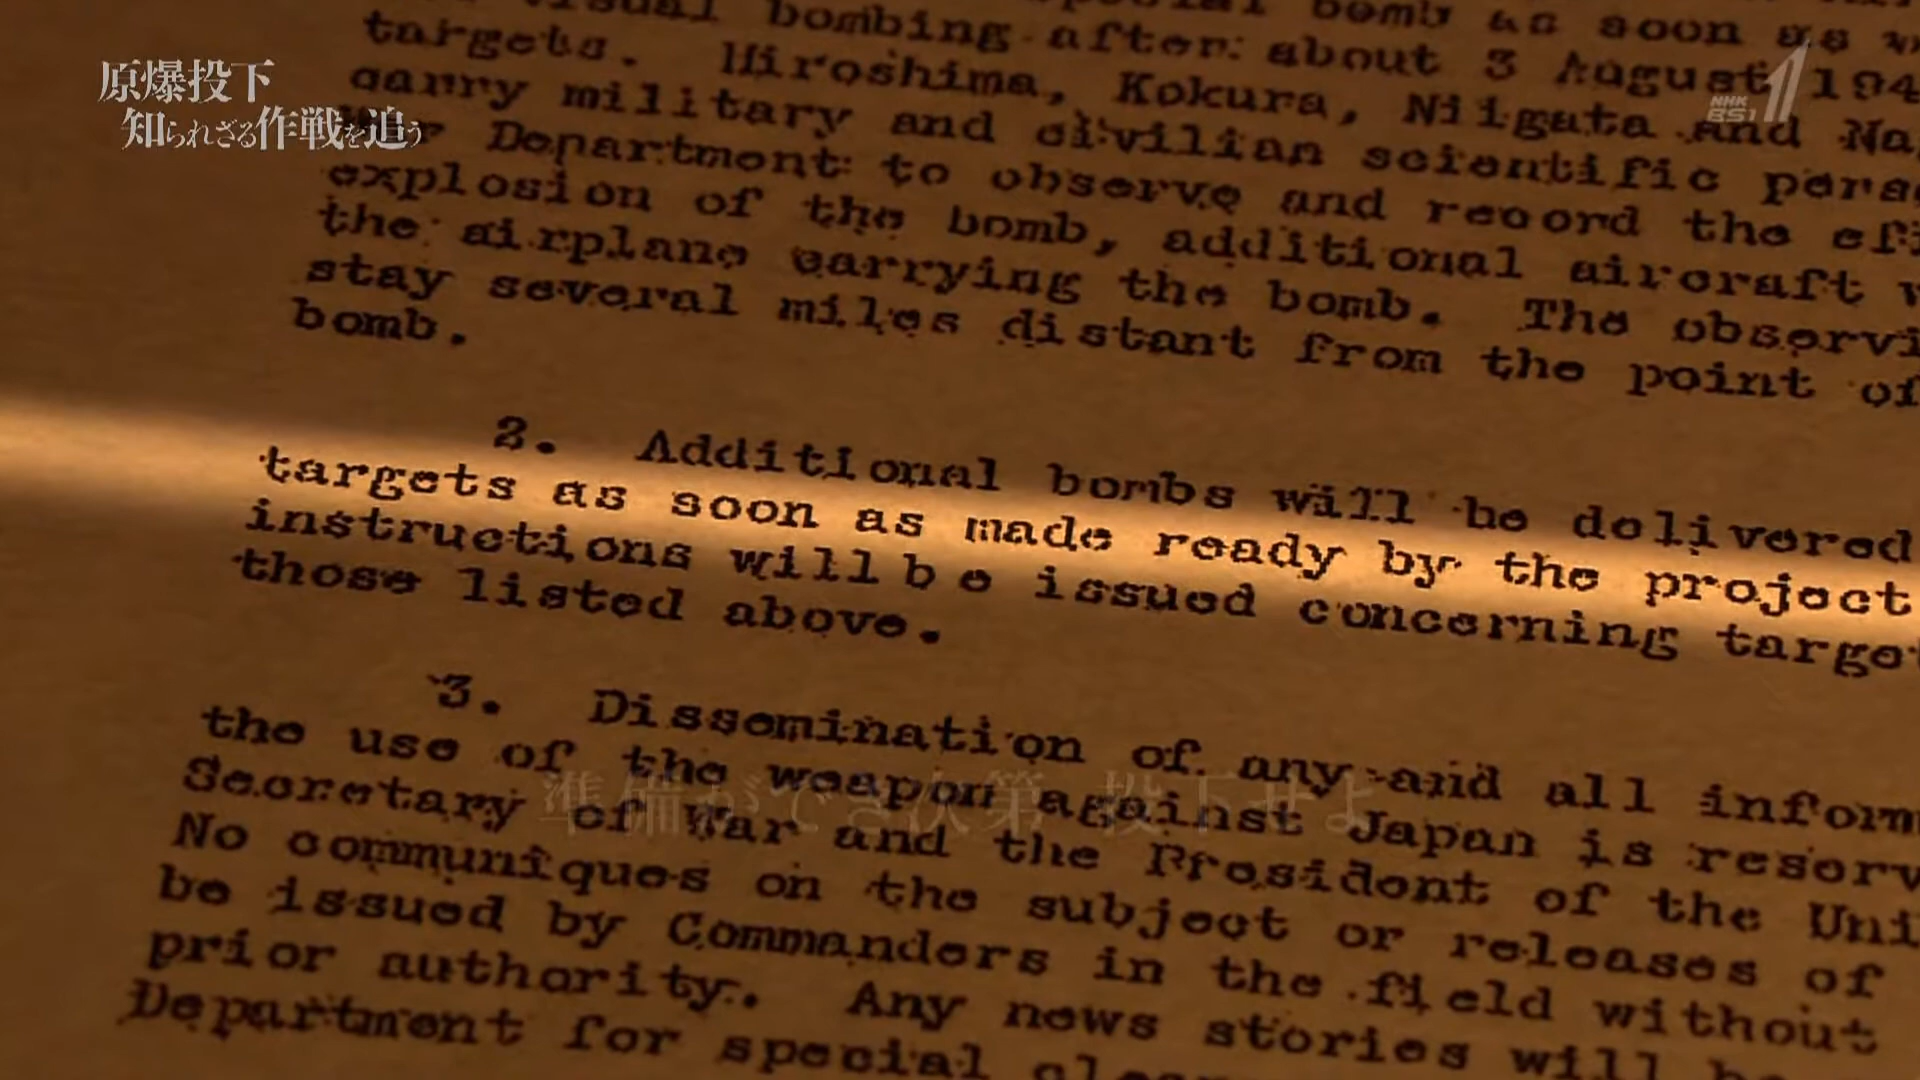 原爆投下
知られざる作戦を追う
NHK
BS1
visual bombing after about 3 August 194
targets. Hiroshima, Kokura, Niigata and Na
carry military and civilian scientific pers
Department to observe and record the eff
explosion of the bomb, additional aircraft w
the airplane carrying the bomb. The observi
stay several miles distant from the point of
bomb.
2. Additional bombs will be delivered
targets as soon as made ready by the project
instructions will be issued concerning targe
those listed above.
3. Dissemination of any and all inform
the use of the weapon against Japan is reserv
Secretary of War and the President of the Uni
No communiques on the subject or releases of
be issued by Commanders in the field without
prior authority. Any news stories will be
Department for special clear
準備ができ次第 投下せよ